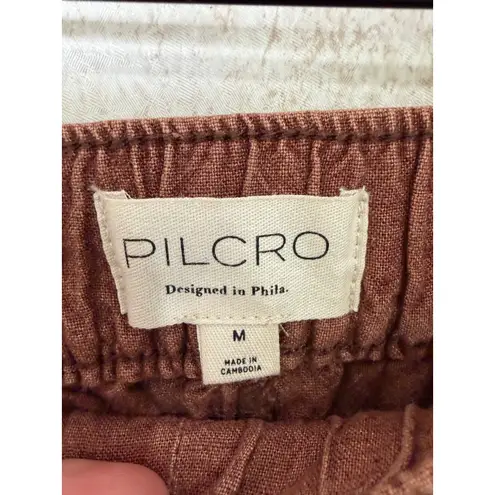 PILCRO
Designed in Phila.
M
MADE IN
CAMBODIA